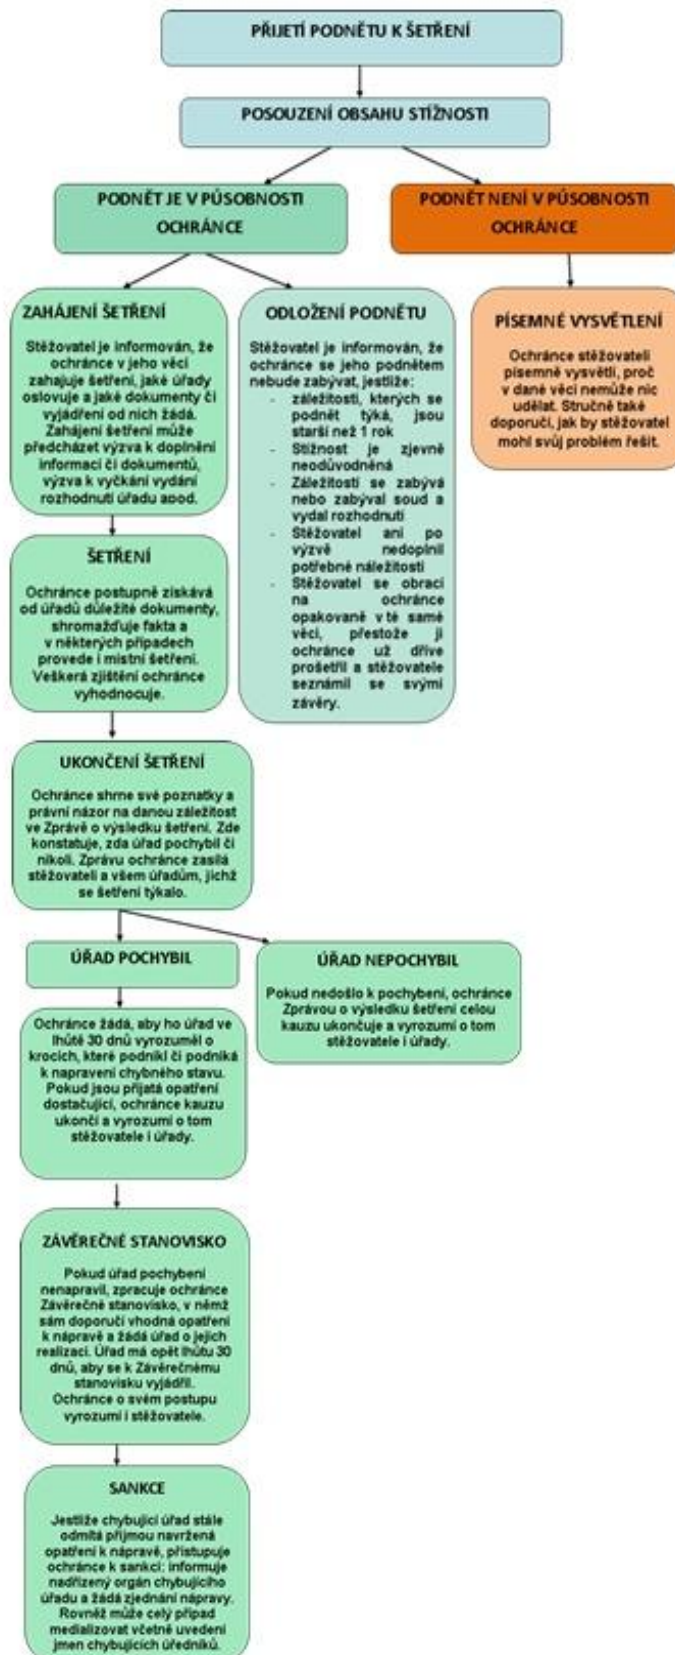 PŘIJETÍ PODNĚTU K ŠETŘENÍ
POSOUZENÍ OBSAHU STÍŽNOSTI
PODNĚT JE V PŮSOBNOSTI
OCHRÁNCE
PODNĚT NENÍ V PŮSOBNOSTI
OCHRÁNCE
ZAHÁJENÍ ŠETŘENÍ
Stěžovatel je informován, že
ochránce v jeho věci
zahajuje šetření, jaké úřady
oslovuje a jaké dokumenty či
vyjádření od nich žádá.
Zahájení šetření může
předcházet výzva k doplnění
informací či dokumentů,
výzva k vyčkání vydání
rozhodnutí úřadu apod.
ODLOŽENÍ PODNĚTU
Stěžovatel je informován, že
ochránce se jeho podnětem
nebude zabývat, jestliže:
- záležitosti, kterých se
podnět týká, jsou
starší než 1 rok
- Stížnost je zjevně
neodůvodněná
- Záležitostí se zabývá
nebo zabýval soud a
vydal rozhodnutí
- Stěžovatel ani po
výzvě nedoplnil
potřebné náležitosti
- Stěžovatel se obrací
na ochránce
opakovaně v té samé
věci, přestože ji
ochránce už dříve
prošetřil a stěžovatele
seznámil se svými
závěry.
PÍSEMNÉ VYSVĚTLENÍ
Ochránce stěžovateli
písemně vysvětlí, proč
v dané věci nemůže nic
udělat. Stručně také
doporučí, jak by stěžovatel
mohl svůj problém řešit.
ŠETŘENÍ
Ochránce postupně získává
od úřadů důležité dokumenty,
shromažďuje fakta a
v některých případech
provede i místní šetření.
Veškerá zjištění ochránce
vyhodnocuje.
UKONČENÍ ŠETŘENÍ
Ochránce shrne své poznatky a
právní názor na danou záležitost
ve Zprávě o výsledku šetření. Zde
konstatuje, zda úřad pochybil či
nikoli. Zprávu ochránce zasílá
stěžovateli a všem úřadům, jichž
se šetření týkalo.
ÚŘAD POCHYBIL
Ochránce žádá, aby ho úřad ve
lhůtě 30 dnů vyrozuměl o
krocích, které podnikl či podniká
k napravení chybného stavu.
Pokud jsou přijatá opatření
dostačující, ochránce kauzu
ukončí a vyrozumí o tom
stěžovatele i úřady.
ÚŘAD NEPOCHYBIL
Pokud nedošlo k pochybení, ochránce
Zprávou o výsledku šetření celou
kauzu ukončuje a vyrozumí o tom
stěžovatele i úřady.
ZÁVĚREČNÉ STANOVISKO
Pokud úřad pochybení
nenapravil, zpracuje ochránce
Závěrečné stanovisko, v němž
sám doporučí vhodná opatření
k nápravě a žádá úřad o jejich
realizaci. Úřad má opět lhůtu 30
dnů, aby se k Závěrečnému
stanovisku vyjádřil.
Ochránce o svém postupu
vyrozumí i stěžovatele.
SANKCE
Jestliže chybující úřad stále
odmítá přijmou navržená
opatření k nápravě, přistupuje
ochránce k sankci: informuje
nadřízený orgán chybujícího
úřadu a žádá zjednání nápravy.
Rovněž může celý případ
medializovat včetně uvedení
jmen chybujících úředníků.